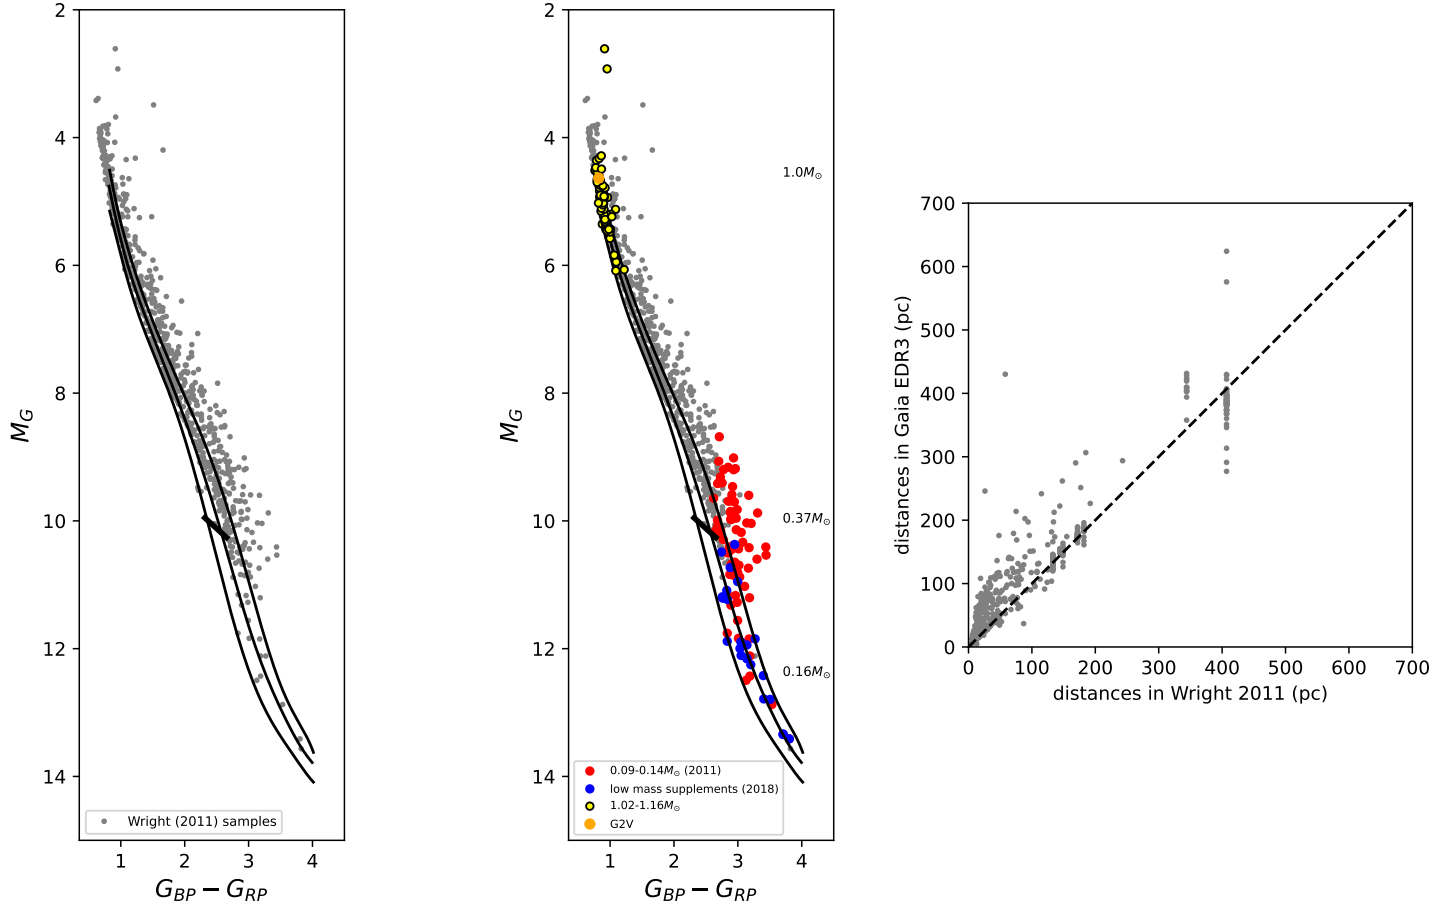 2
4
6
8
10
12
14
M_G
1
2
3
4
G_BP − G_RP
Wright (2011) samples
2
4
6
8
10
12
14
M_G
1
2
3
4
G_BP − G_RP
1.0M_⊙
0.37M_⊙
0.16M_⊙
0.09-0.14M_⊙ (2011)
low mass supplements (2018)
1.02-1.16M_⊙
G2V
700
600
500
400
300
200
100
0
distances in Gaia EDR3 (pc)
0
100
200
300
400
500
600
700
distances in Wright 2011 (pc)